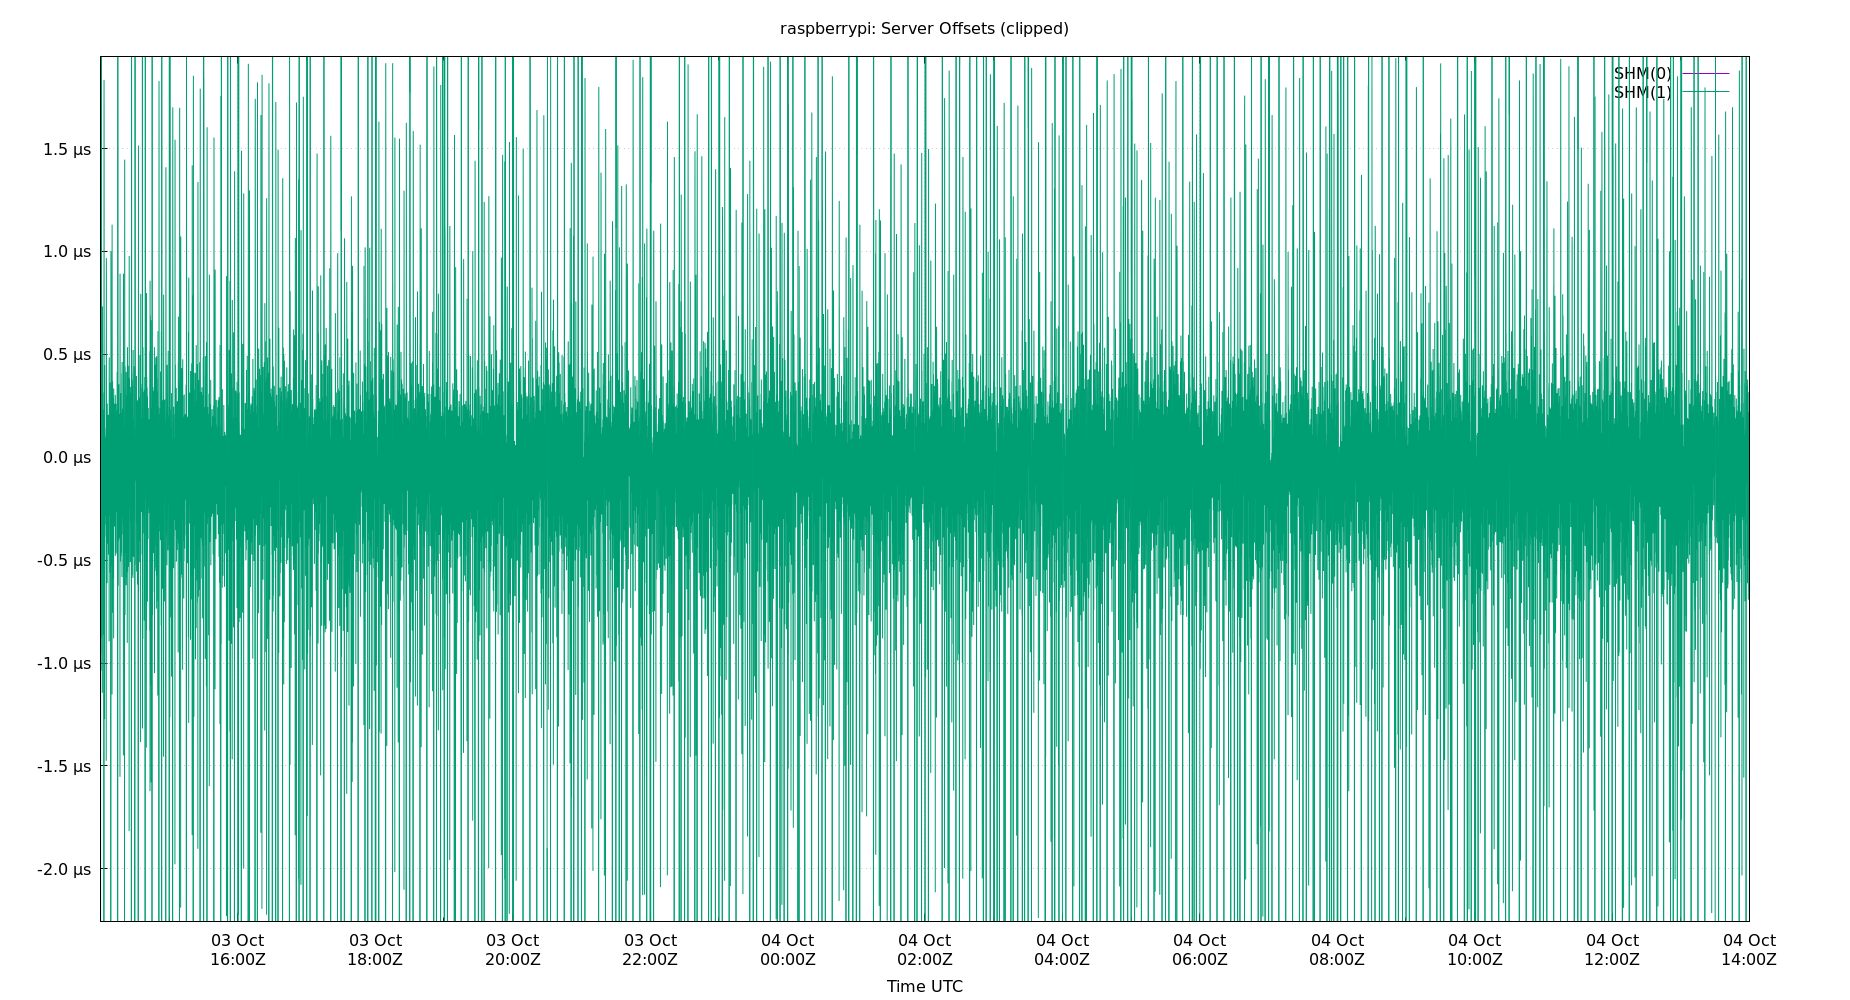 raspberrypi: Server Offsets (clipped)
SHM(0)
SHM(1)
1.5 µs
1.0 µs
0.5 µs
0.0 µs
-0.5 µs
-1.0 µs
-1.5 µs
-2.0 µs
03 Oct 03 Oct 03 Oct 03 Oct 04 Oct 04 Oct 04 Oct 04 Oct 04 Oct 04 Oct 04 Oct 04 Oct
16:00Z 18:00Z 20:00Z 22:00Z 00:00Z 02:00Z 04:00Z 06:00Z 08:00Z 10:00Z 12:00Z 14:00Z
Time UTC